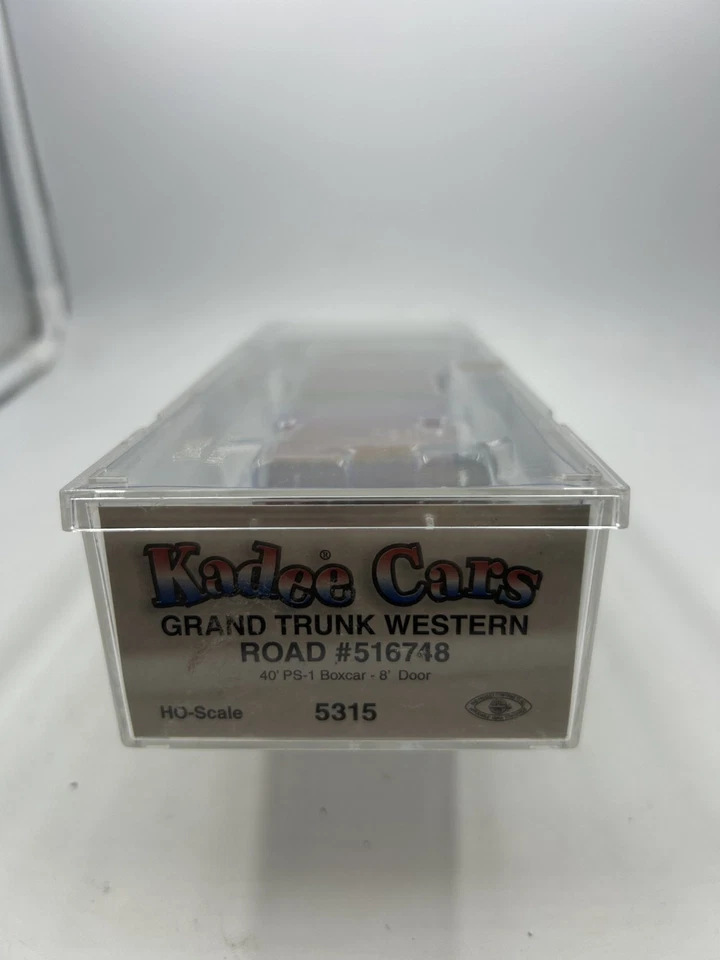 Kadee® Cars
GRAND TRUNK WESTERN
ROAD #516748
40' PS-1 Boxcar - 8' Door
HO-Scale 5315